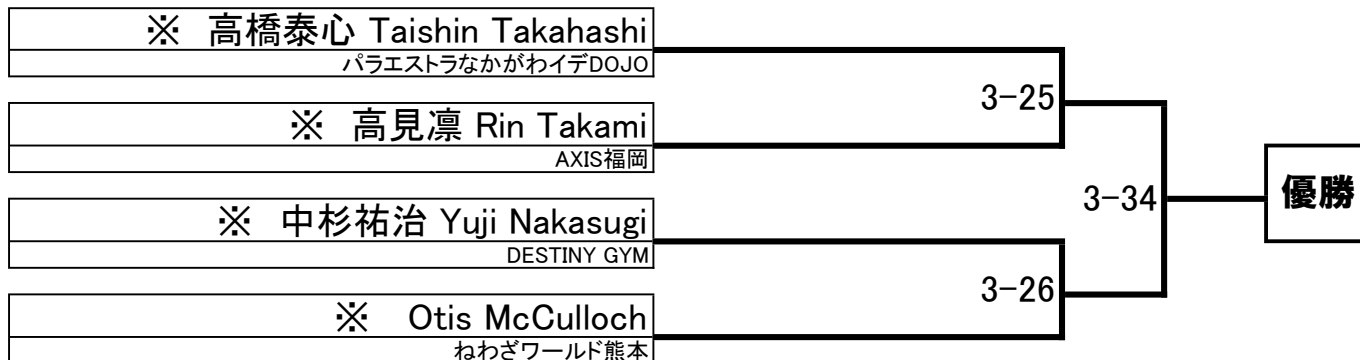 ※ 高橋泰心 Taishin Takahashi
パラエストラなかがわイデDOJO
3-25
※ 高見凛 Rin Takami
AXIS福岡
3-34
優勝
※ 中杉祐治 Yuji Nakasugi
DESTINY GYM
3-26
※ Otis McCulloch
ねわざワールド熊本